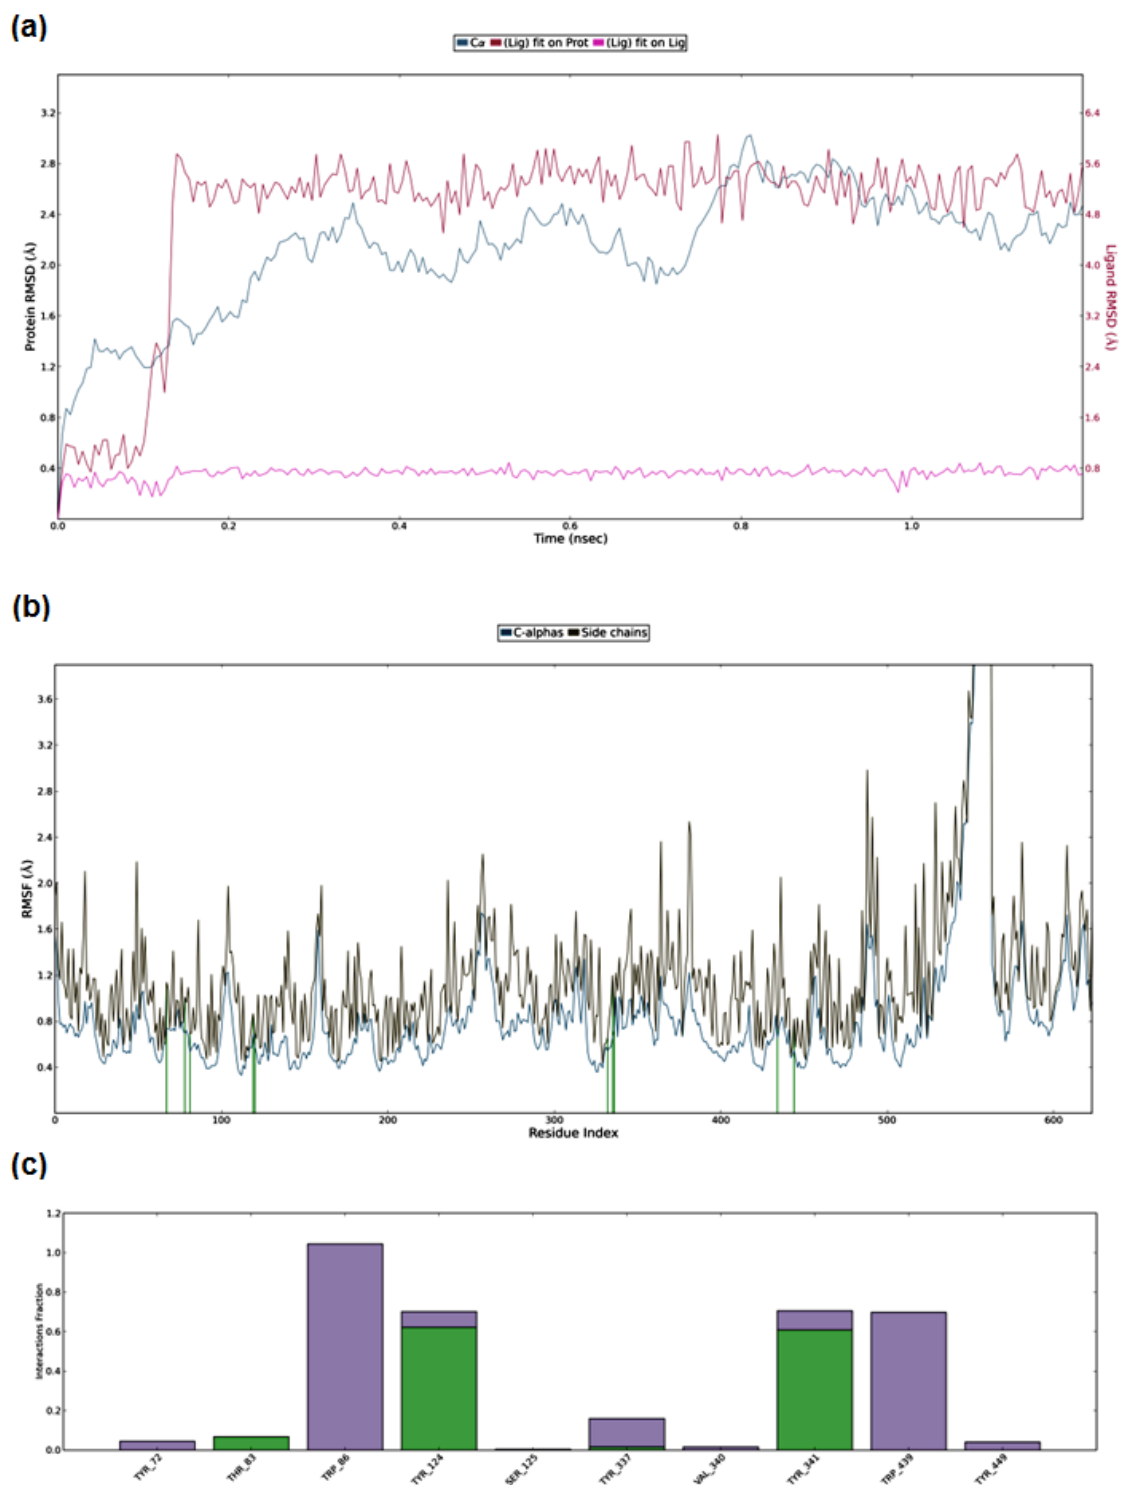 (a)
Cα (Lig) fit on Prot (Lig) fit on Lig
3.2
2.8
2.4
2.0
1.6
1.2
0.8
0.4
Protein RMSD (Å)
6.4
5.6
4.8
4.0
3.2
2.4
1.6
0.8
Ligand RMSD (Å)
0.0 0.2 0.4 0.6 0.8 1.0
Time (nsec)
(b)
C-alphas Side chains
3.6
3.2
2.8
2.4
2.0
1.6
1.2
0.8
0.4
RMSF (Å)
0 100 200 300 400 500 600
Residue Index
(c)
1.2
1.0
0.8
0.6
0.4
0.2
0.0
Interactions Fraction
TYR_72 THR_83 TRP_86 TYR_124 SER_125 TYR_337 VAL_340 TYR_341 TRP_439 TYR_449